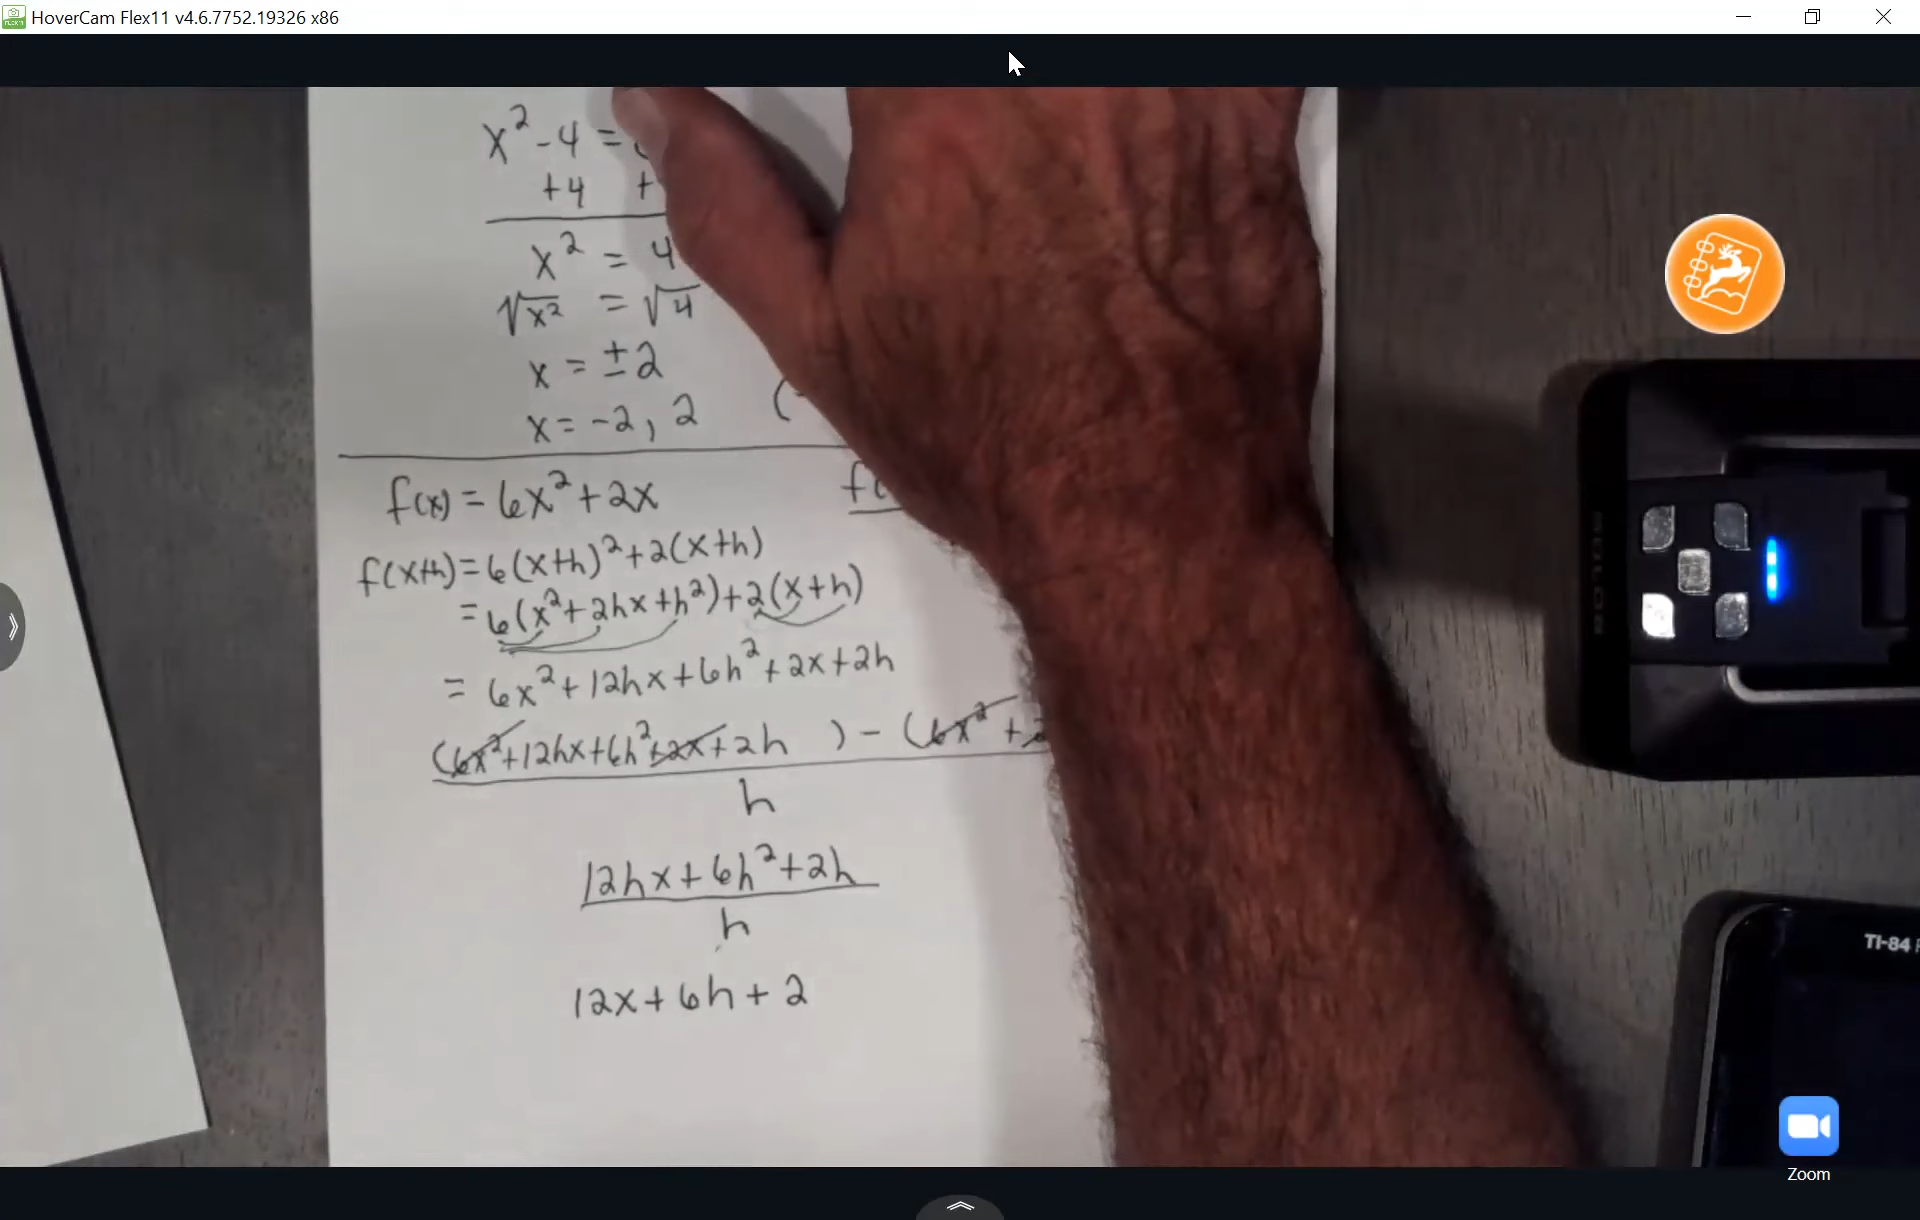 HoverCam Flex11 v4.6.7752.19326 x86
x² - 4 =
+4 +
x² = 4
√x² = √4
x = ±2
x = -2, 2 (-
f(x) = 6x² + 2x f(
f(x+h) = 6(x+h)² + 2(x+h)
= 6(x² + 2hx + h²) + 2(x+h)
= 6x² + 12hx + 6h² + 2x + 2h
(6x² + 12hx + 6h² + 2x + 2h ) - (6x² + 2
h
12hx + 6h² + 2h
h
12x + 6h + 2
TI-84
Zoom